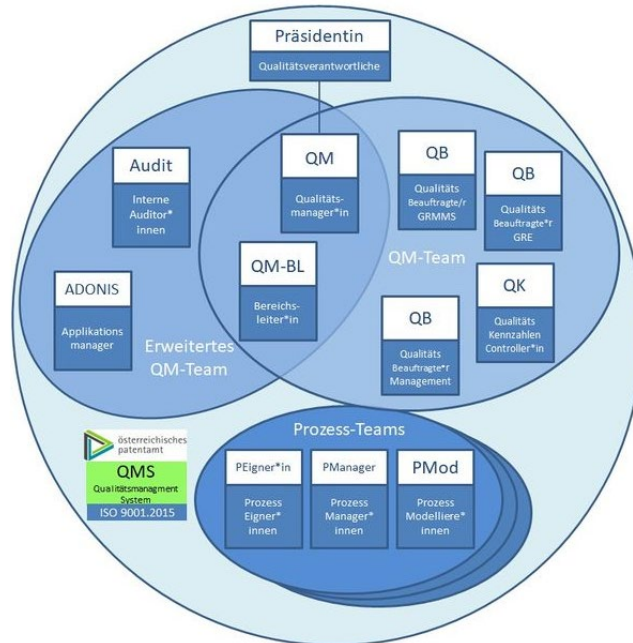 Präsidentin
Qualitätsverantwortliche
Audit
Interne
Auditor*
innen
QM
Qualitäts-
manager*in
QB
Qualitäts
Beauftragte/r
GRMMS
QB
Qualitäts
Beauftragte*r
GRE
QM-Team
QM-BL
Bereichs-
leiter*in
ADONIS
Applikations
manager
Erweitertes
QM-Team
QB
Qualitäts
Beauftragte*r
Management
QK
Qualitäts
Kennzahlen
Controller*in
österreichisches
patentamt
QMS
Qualitätsmanagment
System
ISO 9001.2015
Prozess-Teams
PEigner*in
Prozess
Eigner*
innen
PManager
Prozess
Manager*
innen
PMod
Prozess
Modelliere*
innen